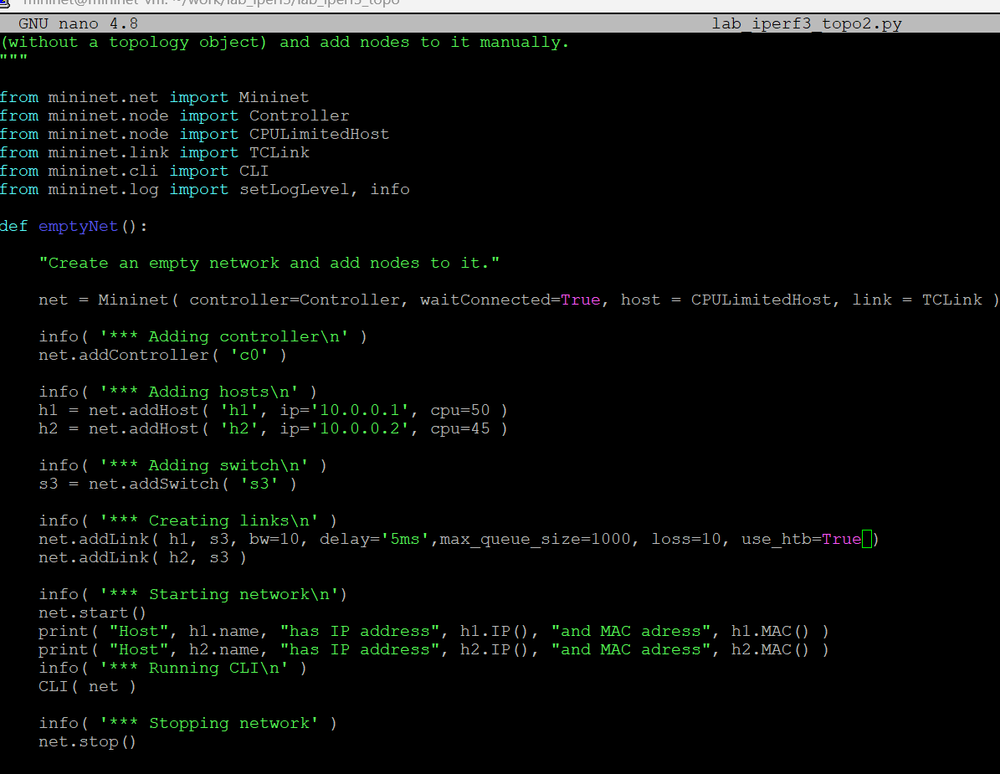 mininet@mininet-vm: ~/work/lab_iperf3/lab_iperf3_topo
GNU nano 4.8 lab_iperf3_topo2.py
(without a topology object) and add nodes to it manually.
"""
from mininet.net import Mininet
from mininet.node import Controller
from mininet.node import CPULimitedHost
from mininet.link import TCLink
from mininet.cli import CLI
from mininet.log import setLogLevel, info
def emptyNet():
"Create an empty network and add nodes to it."
net = Mininet( controller=Controller, waitConnected=True, host = CPULimitedHost, link = TCLink )
info( '*** Adding controller\n' )
net.addController( 'c0' )
info( '*** Adding hosts\n' )
h1 = net.addHost( 'h1', ip='10.0.0.1', cpu=50 )
h2 = net.addHost( 'h2', ip='10.0.0.2', cpu=45 )
info( '*** Adding switch\n' )
s3 = net.addSwitch( 's3' )
info( '*** Creating links\n' )
net.addLink( h1, s3, bw=10, delay='5ms',max_queue_size=1000, loss=10, use_htb=True )
net.addLink( h2, s3 )
info( '*** Starting network\n')
net.start()
print( "Host", h1.name, "has IP address", h1.IP(), "and MAC adress", h1.MAC() )
print( "Host", h2.name, "has IP address", h2.IP(), "and MAC adress", h2.MAC() )
info( '*** Running CLI\n' )
CLI( net )
info( '*** Stopping network' )
net.stop()